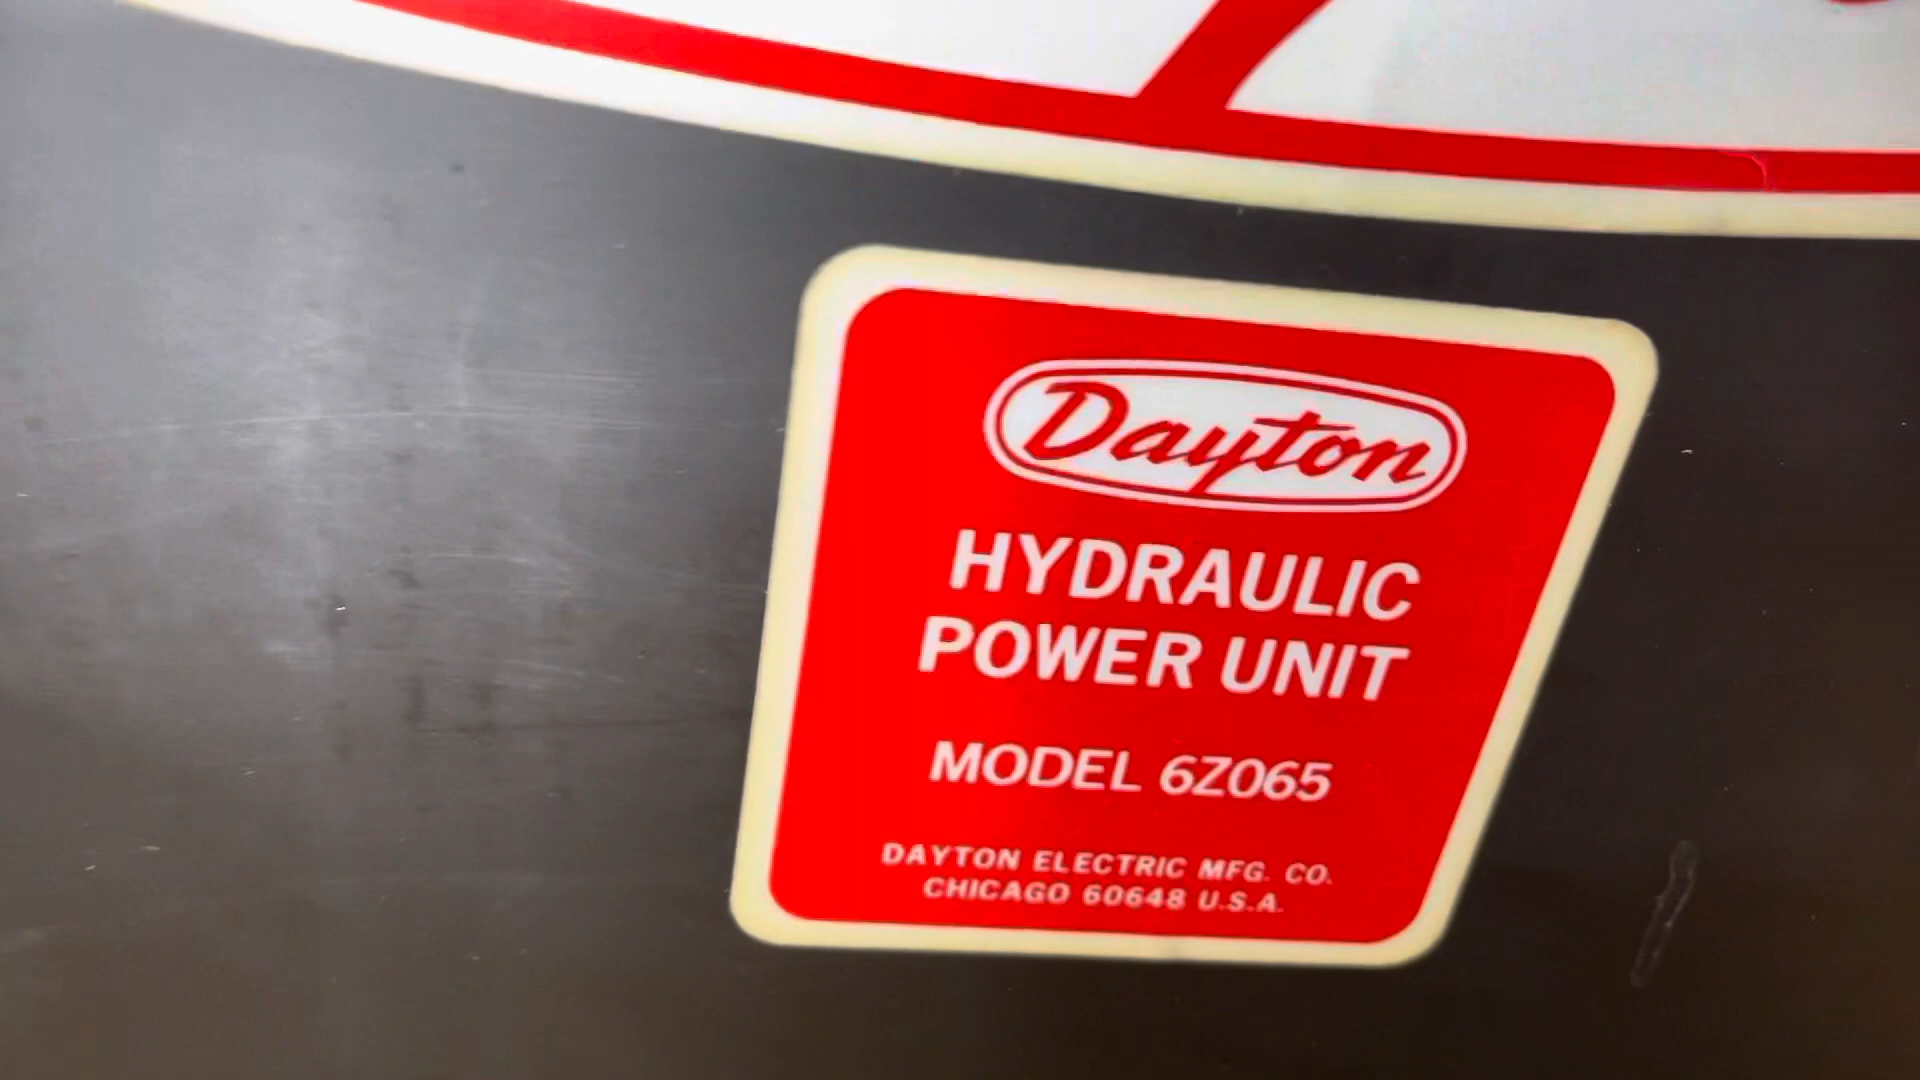 Dayton
HYDRAULIC
POWER UNIT
MODEL 6Z065
DAYTON ELECTRIC MFG. CO.
CHICAGO 60648 U.S.A.